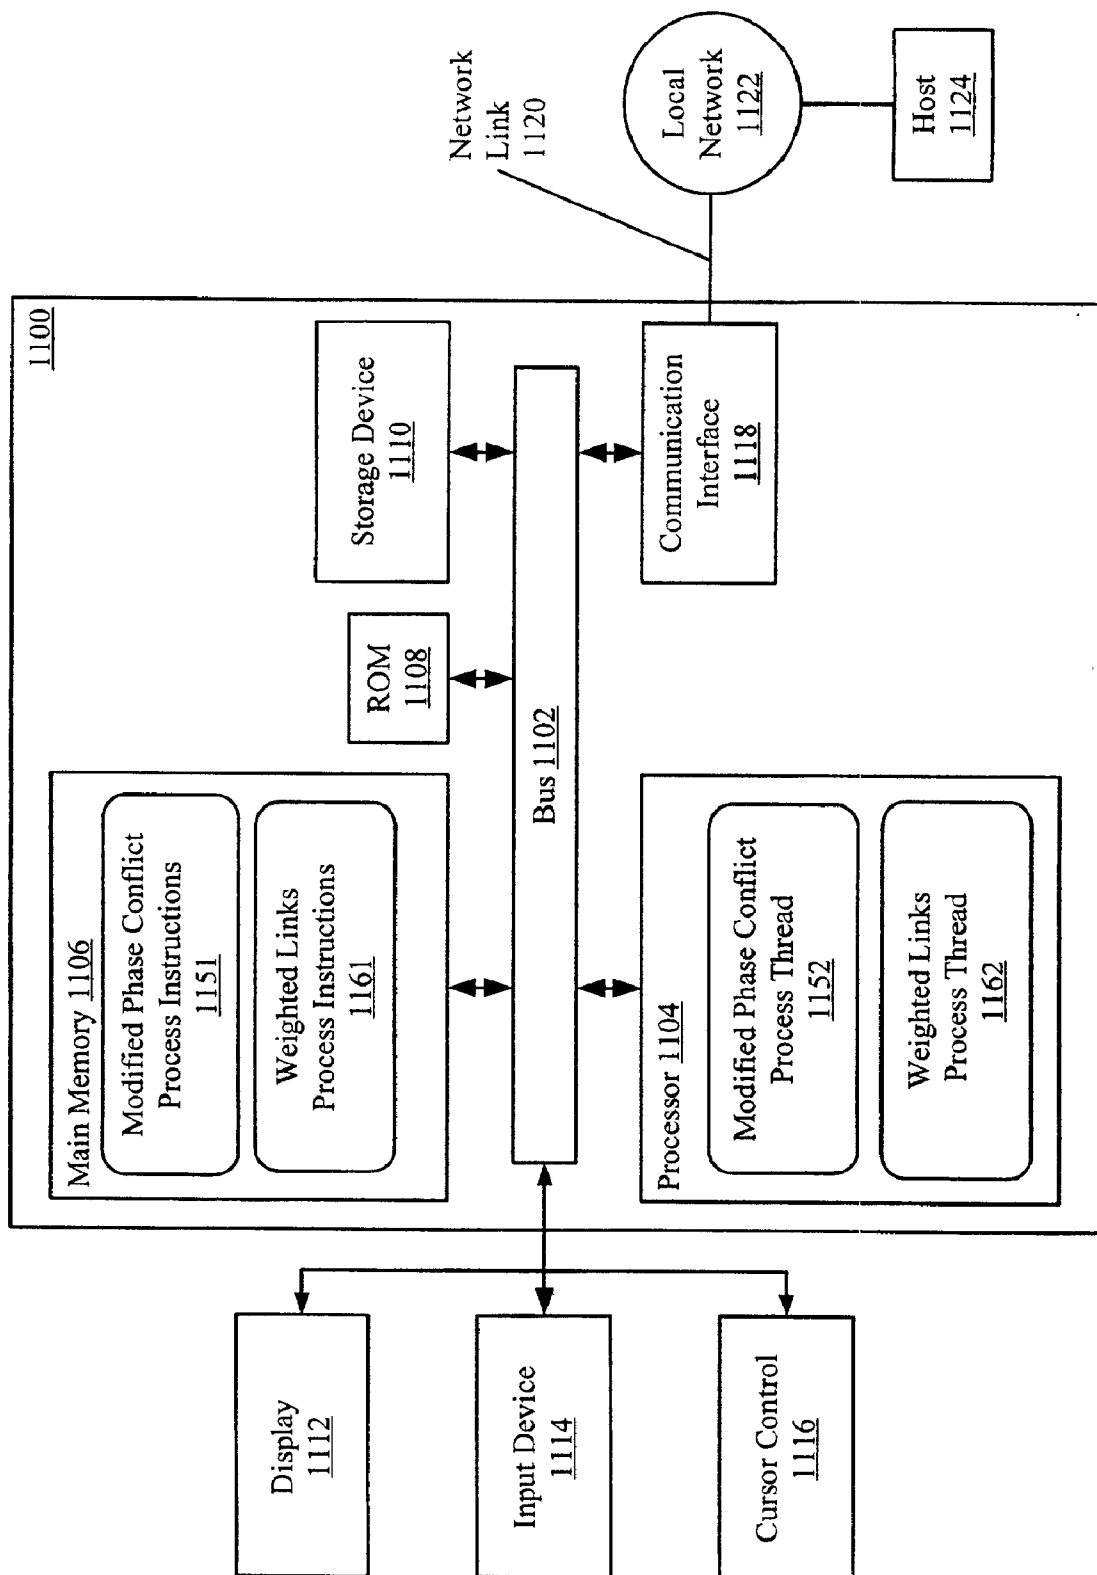 1100
Main Memory 1106
Modified Phase Conflict
Process Instructions
1151
Weighted Links
Process Instructions
1161
ROM
1108
Storage Device
1110
Display
1112
Input Device
1114
Cursor Control
1116
Bus 1102
Processor 1104
Modified Phase Conflict
Process Thread
1152
Weighted Links
Process Thread
1162
Communication
Interface
1118
Network
Link
1120
Local
Network
1122
Host
1124